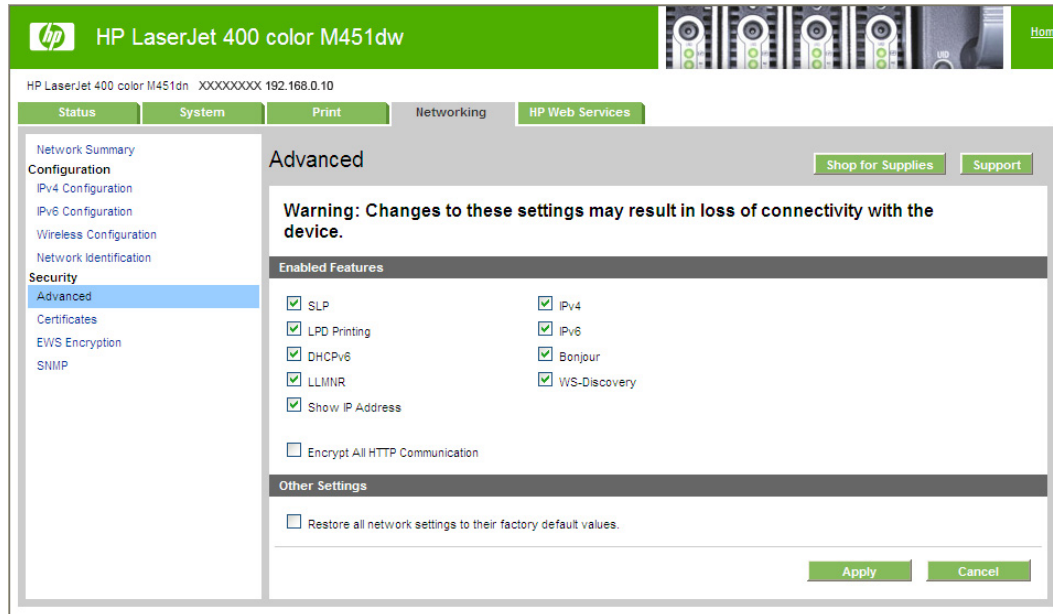 hp HP LaserJet 400 color M451dw
HP LaserJet 400 color M451dn XXXXXXXX 192.168.0.10
Status System Print Networking HP Web Services
Network Summary
Configuration
IPv4 Configuration
IPv6 Configuration
Wireless Configuration
Network Identification
Security
Advanced
Certificates
EWS Encryption
SNMP
Advanced
Shop for Supplies Support
Warning: Changes to these settings may result in loss of connectivity with the
device.
Enabled Features
SLP IPv4
LPD Printing IPv6
DHCPv6 Bonjour
LLMNR WS-Discovery
Show IP Address
Encrypt All HTTP Communication
Other Settings
Restore all network settings to their factory default values.
Apply Cancel